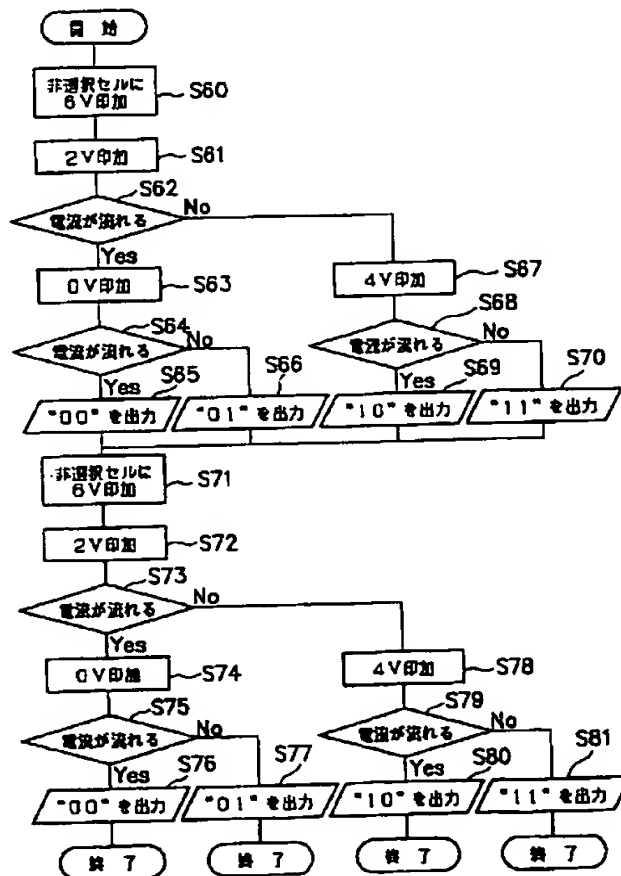 開始
非選択セルに
6V印加
S60
2V印加
S61
S62
電流が流れる
No
Yes
0V印加
S63
4V印加
S67
S64
電流が流れる
No
Yes
S68
電流が流れる
No
Yes
S65
"00"を出力
S66
"01"を出力
S69
"10"を出力
S70
"11"を出力
非選択セルに
6V印加
S71
2V印加
S72
S73
電流が流れる
No
Yes
0V印加
S74
4V印加
S78
S75
電流が流れる
No
Yes
S79
電流が流れる
No
Yes
S76
"00"を出力
S77
"01"を出力
S80
"10"を出力
S81
"11"を出力
終了
終了
終了
終了